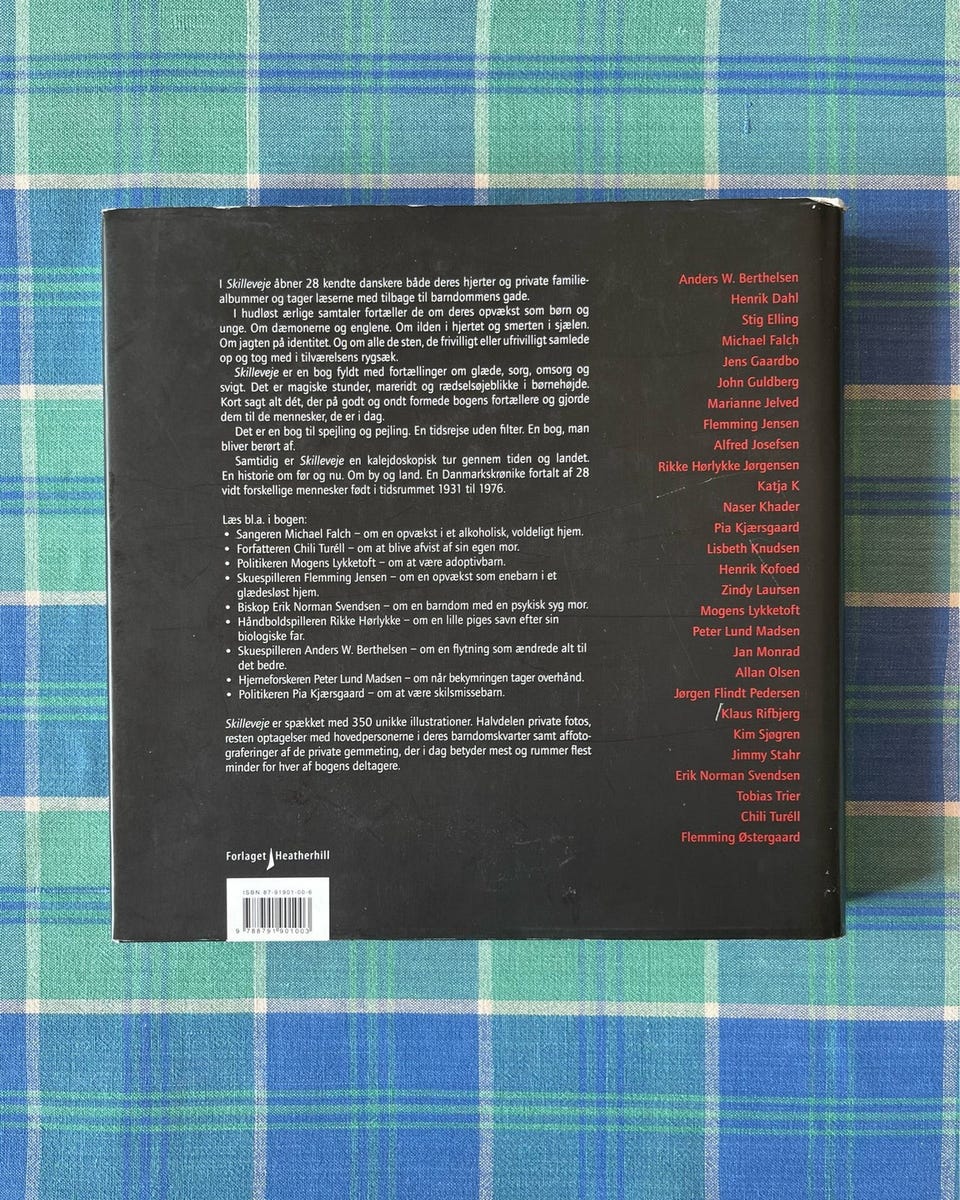 I Skilleveje åbner 28 kendte danskere både deres hjerter og private familie-
albummer og tager læserne med tilbage til barndommens gade.
I hudløst ærlige samtaler fortæller de om deres opvækst som børn og
unge. Om dæmonerne og englene. Om ilden i hjertet og smerten i sjælen.
Om jagten på identitet. Og om alle de sten, de frivilligt eller ufrivilligt samlede
op og tog med i tilværelsens rygsæk.
Skilleveje er en bog fyldt med fortællinger om glæde, sorg, omsorg og
svigt. Det er magiske stunder, mareridt og rædselsøjeblikke i børnehøjde.
Kort sagt alt dét, der på godt og ondt formede bogens fortællere og gjorde
dem til de mennesker, de er i dag.
Det er en bog til spejling og pejling. En tidsrejse uden filter. En bog, man
bliver berørt af.
Samtidig er Skilleveje en kalejdoskopisk tur gennem tiden og landet.
En historie om før og nu. Om by og land. En Danmarkskrønike fortalt af 28
vidt forskellige mennesker født i tidsrummet 1931 til 1976.
Læs bl.a. i bogen:
• Sangeren Michael Falch – om en opvækst i et alkoholisk, voldeligt hjem.
• Forfatteren Chili Turéll – om at blive afvist af sin egen mor.
• Politikeren Mogens Lykketoft – om at være adoptivbarn.
• Skuespilleren Flemming Jensen – om en opvækst som enebarn i et
glædesløst hjem.
• Biskop Erik Norman Svendsen – om en barndom med en psykisk syg mor.
• Håndboldspilleren Rikke Hørlykke – om en lille piges savn efter sin
biologiske far.
• Skuespilleren Anders W. Berthelsen – om en flytning som ændrede alt til
det bedre.
• Hjerneforskeren Peter Lund Madsen – om når bekymringen tager overhånd.
• Politikeren Pia Kjærsgaard – om at være skilsmissebarn.
Skilleveje er spækket med 350 unikke illustrationer. Halvdelen private fotos,
resten optagelser med hovedpersonerne i deres barndomskvarter samt affoto-
graferinger af de private gemmeting, der i dag betyder mest og rummer flest
minder for hver af bogens deltagere.
Forlaget Heatherhill
ISBN 87-91901-00-6
9 788791 901003
Anders W. Berthelsen
Henrik Dahl
Stig Elling
Michael Falch
Jens Gaardbo
John Guldberg
Marianne Jelved
Flemming Jensen
Alfred Josefsen
Rikke Hørlykke Jørgensen
Katja K
Naser Khader
Pia Kjærsgaard
Lisbeth Knudsen
Henrik Kofoed
Zindy Laursen
Mogens Lykketoft
Peter Lund Madsen
Jan Monrad
Allan Olsen
Jørgen Flindt Pedersen
Klaus Rifbjerg
Kim Sjøgren
Jimmy Stahr
Erik Norman Svendsen
Tobias Trier
Chili Turéll
Flemming Østergaard